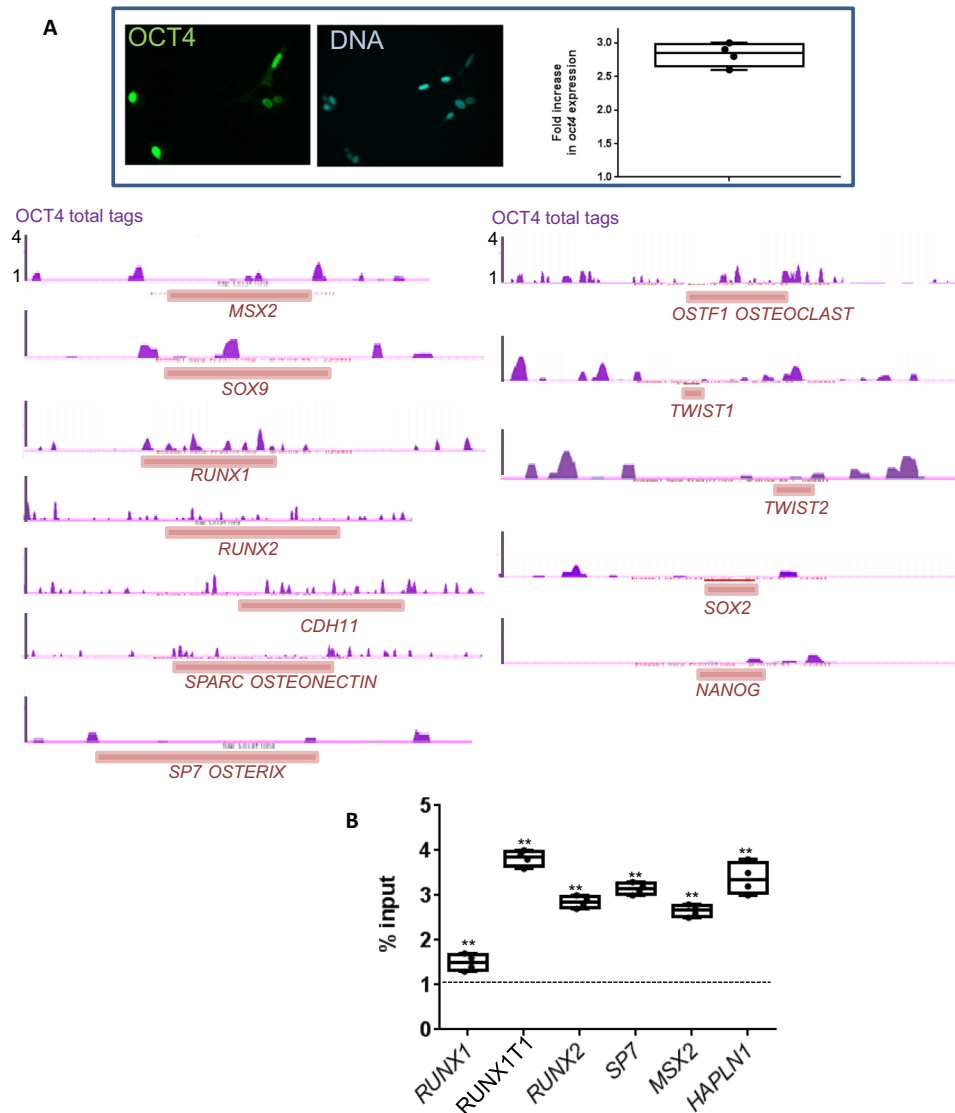 A
OCT4
DNA
Fold increase
in oct4 expression
3.0
2.5
2.0
1.5
1.0
OCT4 total tags
4
1
MSX2
SOX9
RUNX1
RUNX2
CDH11
SPARC OSTEONECTIN
SP7 OSTERIX
OCT4 total tags
4
1
OSTF1 OSTEOCLAST
TWIST1
TWIST2
SOX2
NANOG
B
% input
5
4
3
2
1
0
**
**
**
**
**
**
RUNX1
RUNX1T1
RUNX2
SP7
MSX2
HAPLN1